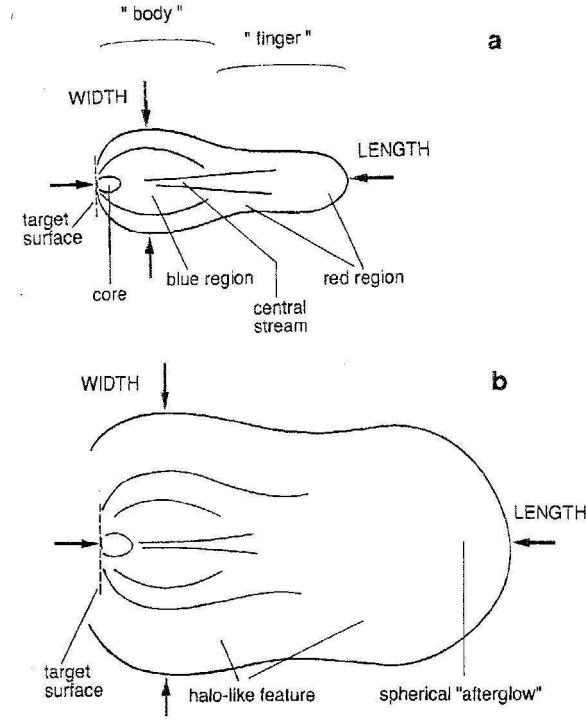 "body"
"finger"
a
WIDTH
LENGTH
target
surface
core
blue region
central
stream
red region
WIDTH
b
LENGTH
target
surface
halo-like feature
spherical "afterglow"